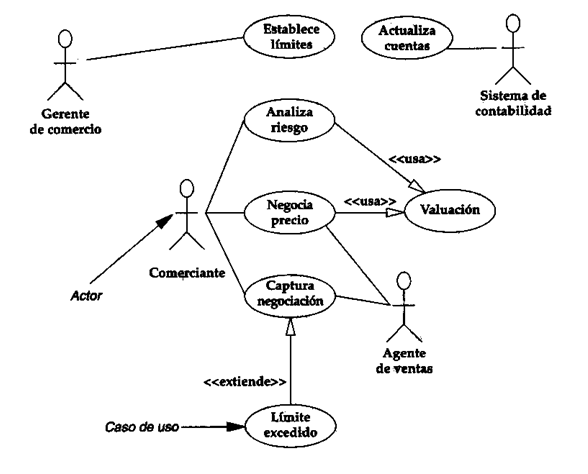 Establece
límites
Actualiza
cuentas
Gerente
de comercio
Sistema de
contabilidad
Analiza
riesgo
<<usa>>
Negocia
precio
<<usa>>
Valuación
Comerciante
Actor
Captura
negociación
Agente
de ventas
<<extiende>>
Caso de uso
Límite
excedido